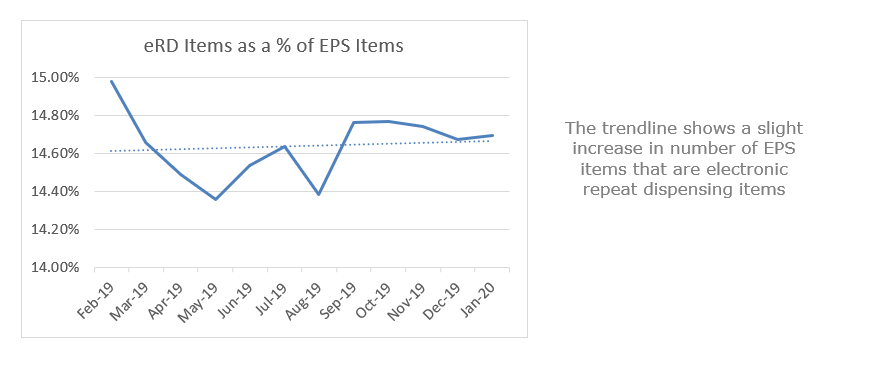 eRD Items as a % of EPS Items
15.00%
14.80%
14.60%
14.40%
14.20%
14.00%
Feb-19
Mar-19
Apr-19
May-19
Jun-19
Jul-19
Aug-19
Sep-19
Oct-19
Nov-19
Dec-19
Jan-20
The trendline shows a slight
increase in number of EPS
items that are electronic
repeat dispensing items